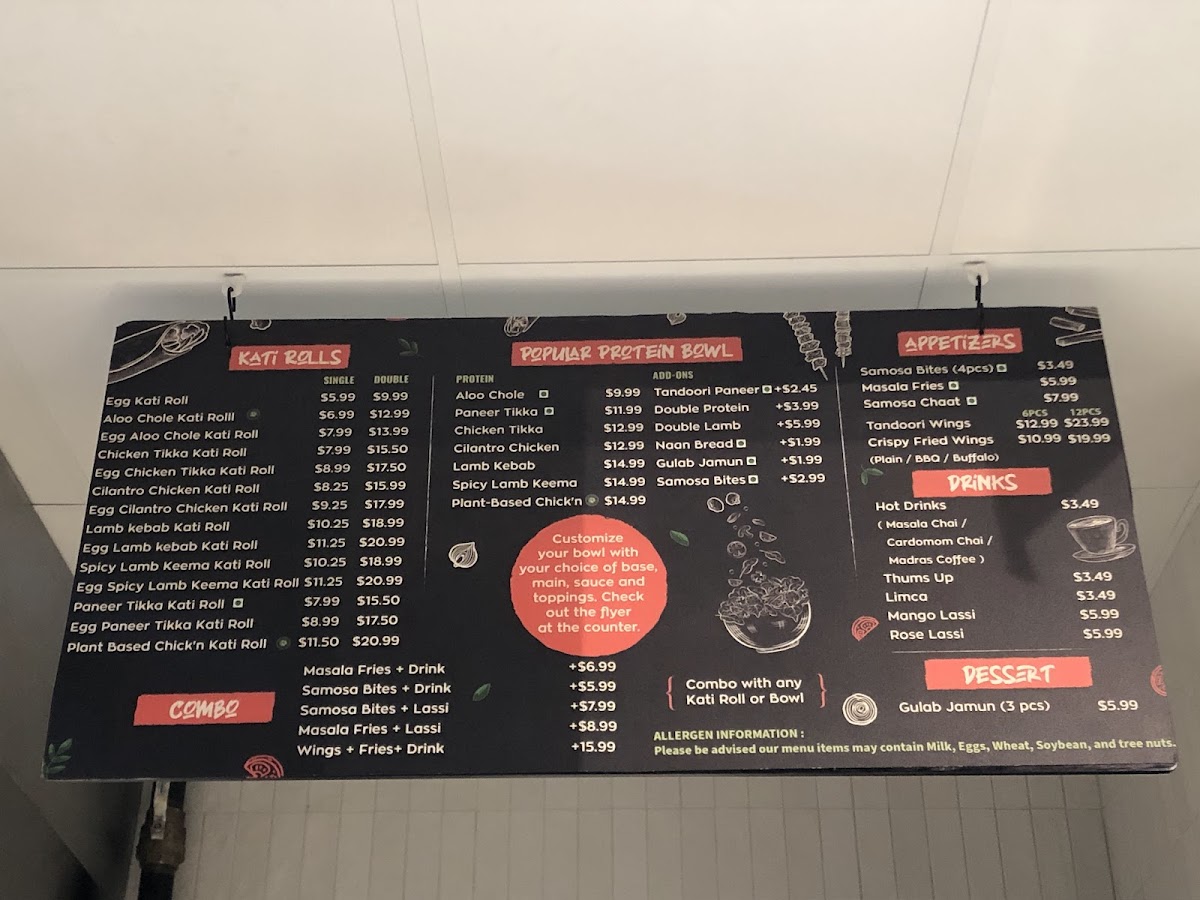 KATI ROLLS
SINGLE DOUBLE
Egg Kati Roll $5.99 $9.99
Aloo Chole Kati Rolll $6.99 $12.99
Egg Aloo Chole Kati Roll $7.99 $13.99
Chicken Tikka Kati Roll $7.99 $15.50
Egg Chicken Tikka Kati Roll $8.99 $17.50
Cilantro Chicken Kati Roll $8.25 $15.99
Egg Cilantro Chicken Kati Roll $9.25 $17.99
Lamb kebab Kati Roll $10.25 $18.99
Egg Lamb kebab Kati Roll $11.25 $20.99
Spicy Lamb Keema Kati Roll $10.25 $18.99
Egg Spicy Lamb Keema Kati Roll $11.25 $20.99
Paneer Tikka Kati Roll $7.99 $15.50
Egg Paneer Tikka Kati Roll $8.99 $17.50
Plant Based Chick'n Kati Roll $11.50 $20.99
POPULAR PROTEIN BOWL
PROTEIN
Aloo Chole $9.99
Paneer Tikka $11.99
Chicken Tikka $12.99
Cilantro Chicken $12.99
Lamb Kebab $14.99
Spicy Lamb Keema $14.99
Plant-Based Chick'n $14.99
ADD-ONS
Tandoori Paneer +$2.45
Double Protein +$3.99
Double Lamb +$5.99
Naan Bread +$1.99
Gulab Jamun +$1.99
Samosa Bites +$2.99
Customize
your bowl with
your choice of base,
main, sauce and
toppings. Check
out the flyer
at the counter.
APPETIZERS
Samosa Bites (4pcs) $3.49
Masala Fries $5.99
Samosa Chaat $7.99
6PCS 12PCS
Tandoori Wings $12.99 $23.99
Crispy Fried Wings $10.99 $19.99
(Plain / BBQ / Buffalo)
DRINKS
Hot Drinks $3.49
( Masala Chai /
Cardomom Chai /
Madras Coffee )
Thums Up $3.49
Limca $3.49
Mango Lassi $5.99
Rose Lassi $5.99
DESSERT
Gulab Jamun (3 pcs) $5.99
COMBO
Masala Fries + Drink +$6.99
Samosa Bites + Drink +$5.99
Samosa Bites + Lassi +$7.99
Masala Fries + Lassi +$8.99
Wings + Fries+ Drink +15.99
Combo with any
Kati Roll or Bowl
ALLERGEN INFORMATION :
Please be advised our menu items may contain Milk, Eggs, Wheat, Soybean, and tree nuts.